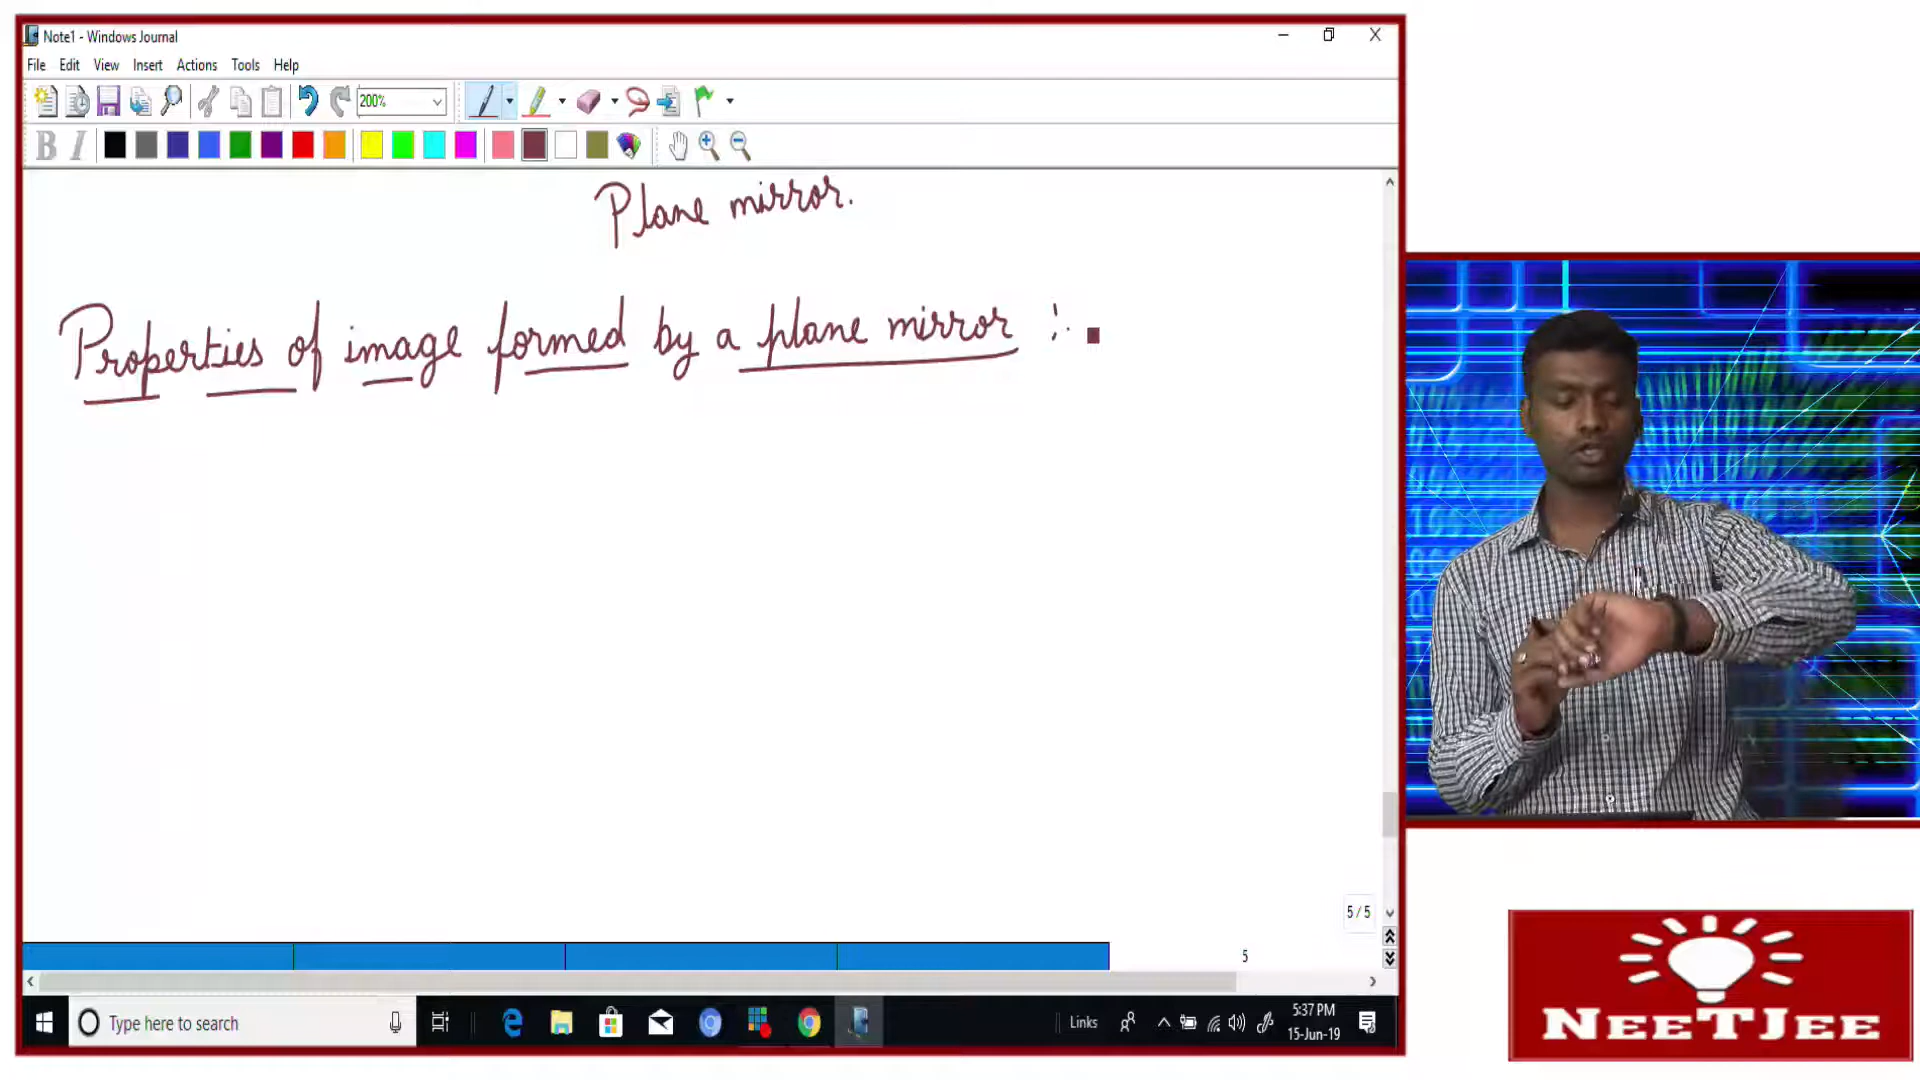 Note1 - Windows Journal
File Edit View Insert Actions Tools Help
200%
B I
Plane mirror.
Properties of image formed by a plane mirror :-
5 / 5
5
Type here to search
Links
5:37 PM
15-Jun-19
NEETJEE